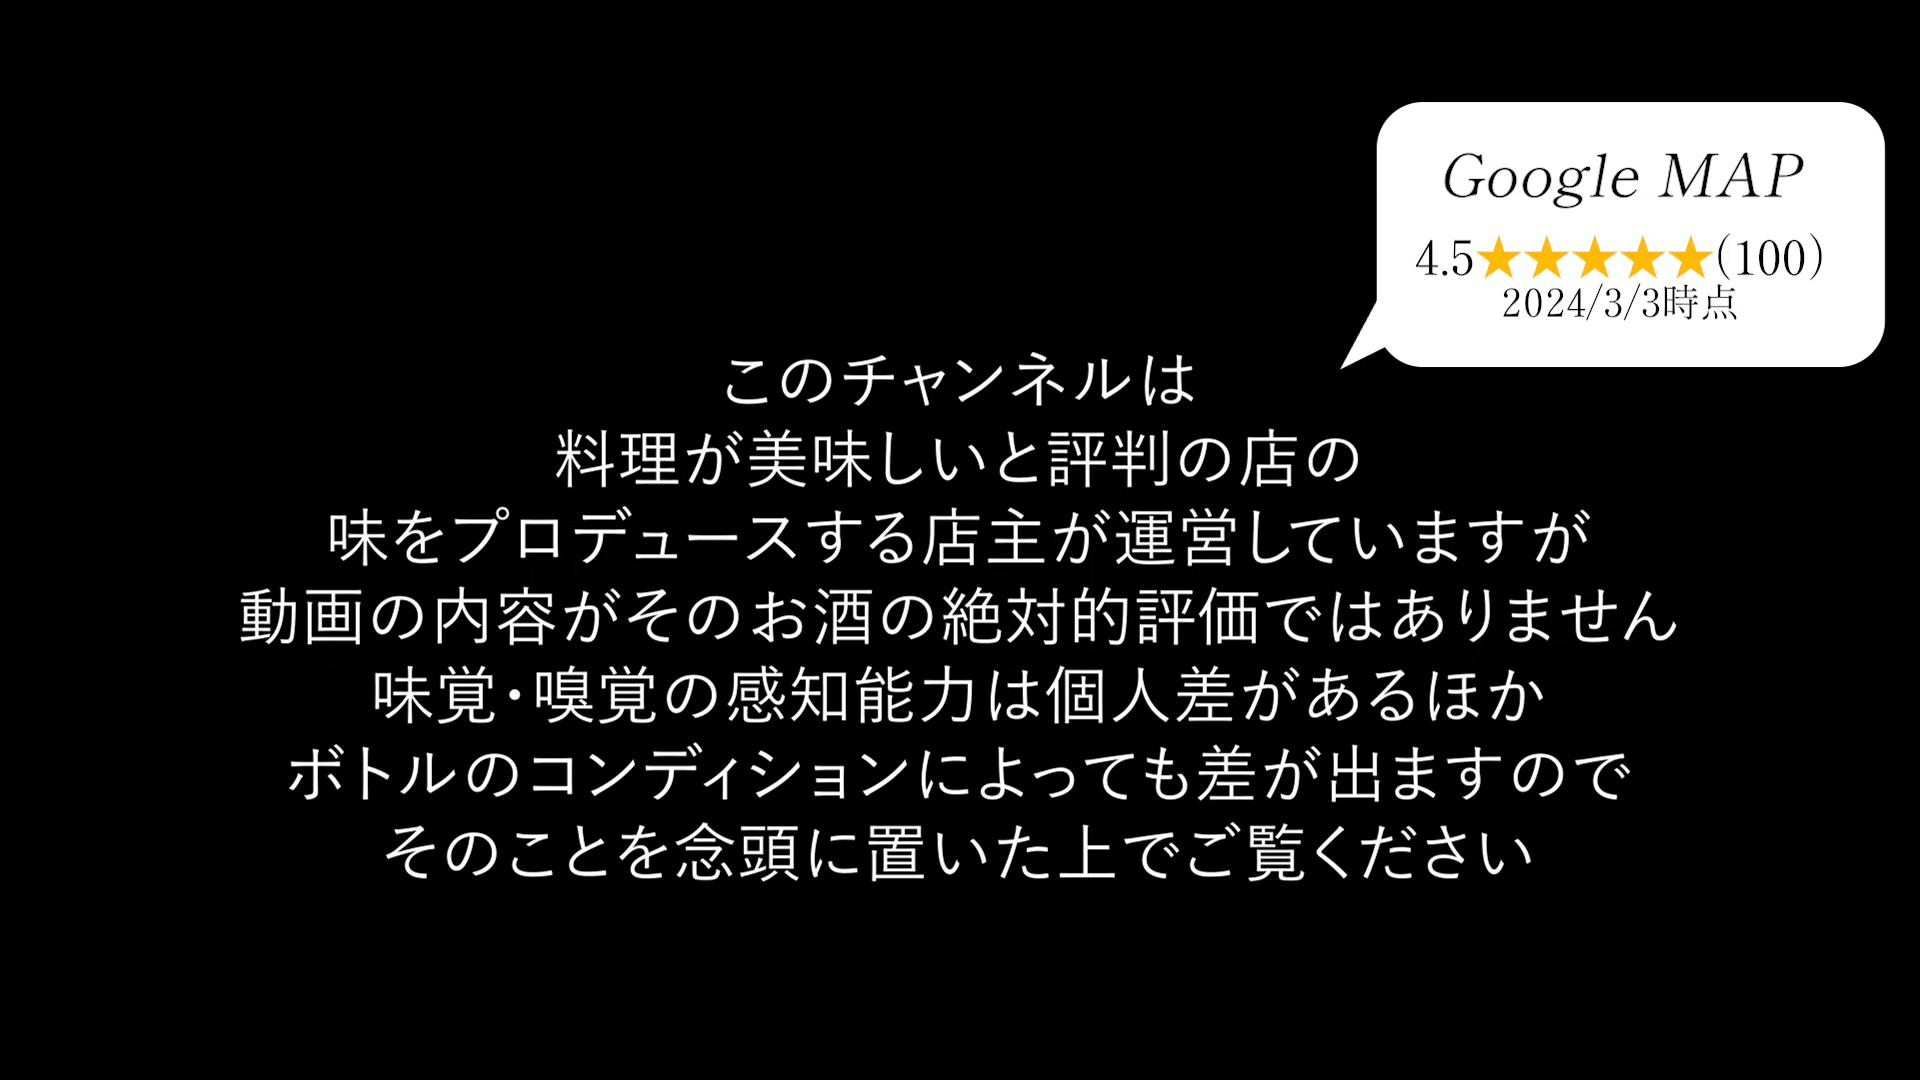 Google MAP
4.5★★★★★(100)
2024/3/3時点
このチャンネルは
料理が美味しいと評判の店の
味をプロデュースする店主が運営していますが
動画の内容がそのお酒の絶対的評価ではありません
味覚・嗅覚の感知能力は個人差があるほか
ボトルのコンディションによっても差が出ますので
そのことを念頭に置いた上でご覧ください